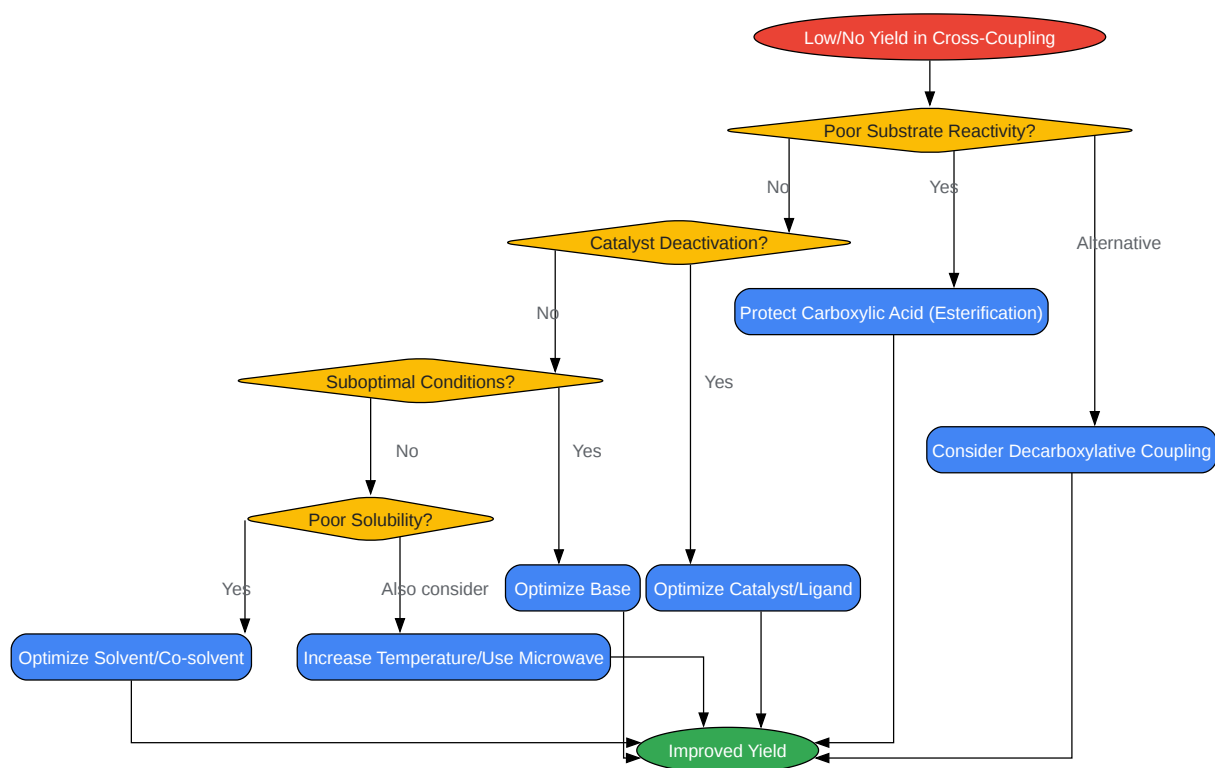 Low/No Yield in Cross-Coupling
Poor Substrate Reactivity?
No
Yes
Catalyst Deactivation?
Alternative
Protect Carboxylic Acid (Esterification)
No
Suboptimal Conditions?
Yes
No
Yes
Consider Decarboxylative Coupling
Poor Solubility?
Yes
Also consider
Optimize Base
Optimize Catalyst/Ligand
Optimize Solvent/Co-solvent
Increase Temperature/Use Microwave
Improved Yield